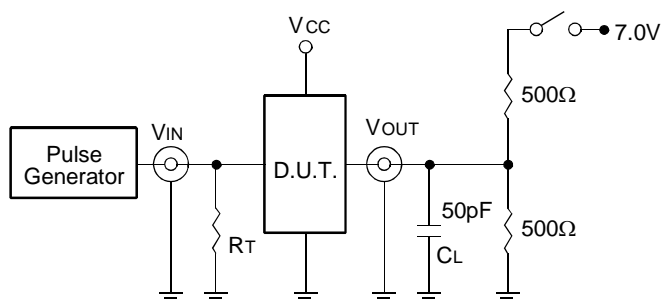 VCC
7.0V
500Ω
Pulse
Generator
VIN
D.U.T.
VOUT
50pF
CL
RT
500Ω